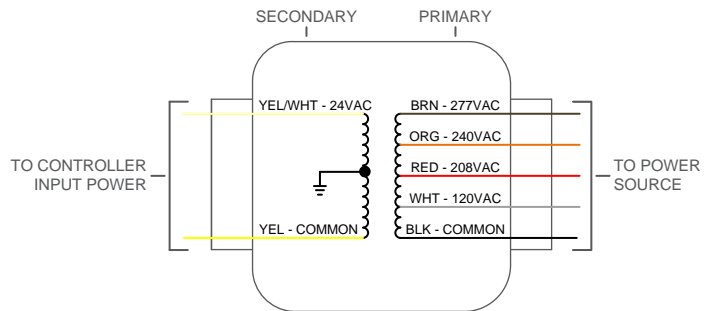 SECONDARY
PRIMARY
YEL/WHT - 24VAC
BRN - 277VAC
ORG - 240VAC
TO CONTROLLER
INPUT POWER
RED - 208VAC
TO POWER
SOURCE
WHT - 120VAC
YEL - COMMON
BLK - COMMON